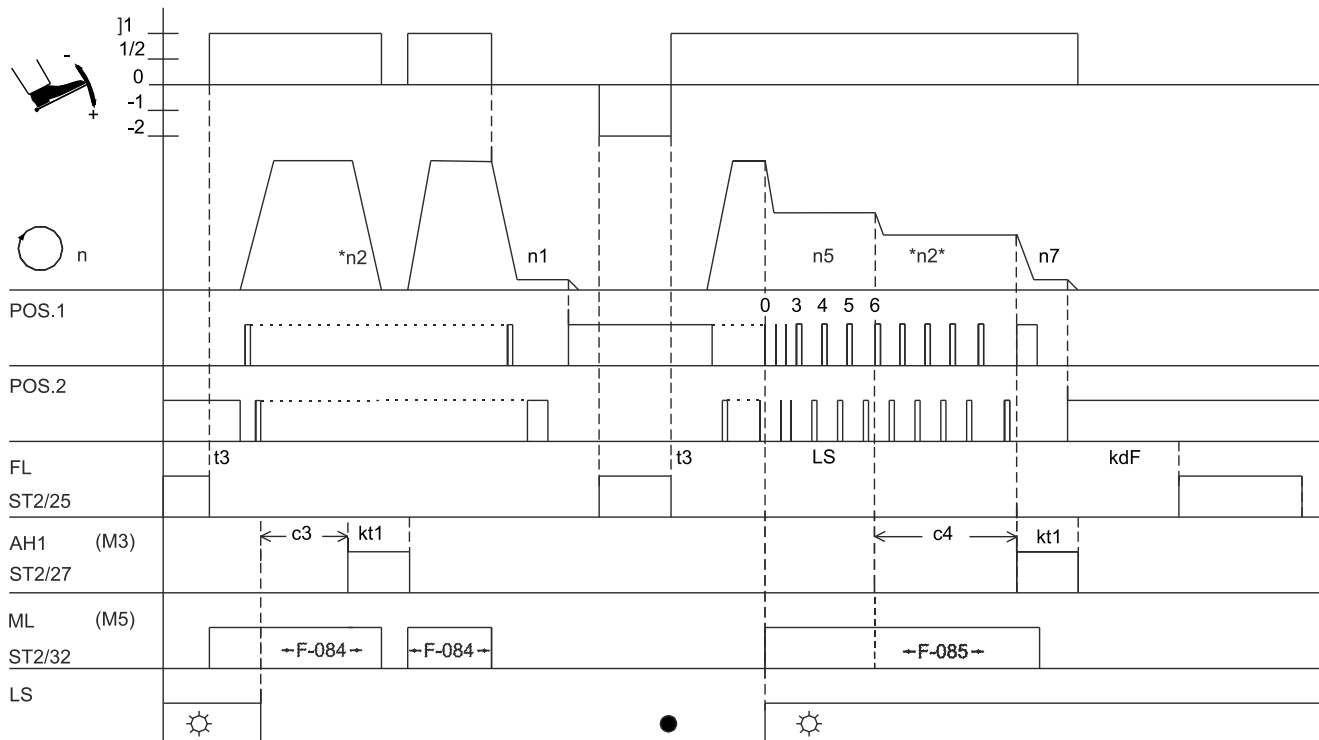 ]1
1/2
0
-1
-2
-
+
n
*n2
n1
n5
*n2*
n7
POS.1
0 3 4 5 6
POS.2
FL
ST2/25
t3
t3
LS
kdF
AH1 (M3)
ST2/27
c3
kt1
c4
kt1
ML (M5)
ST2/32
F-084
F-084
F-085
LS